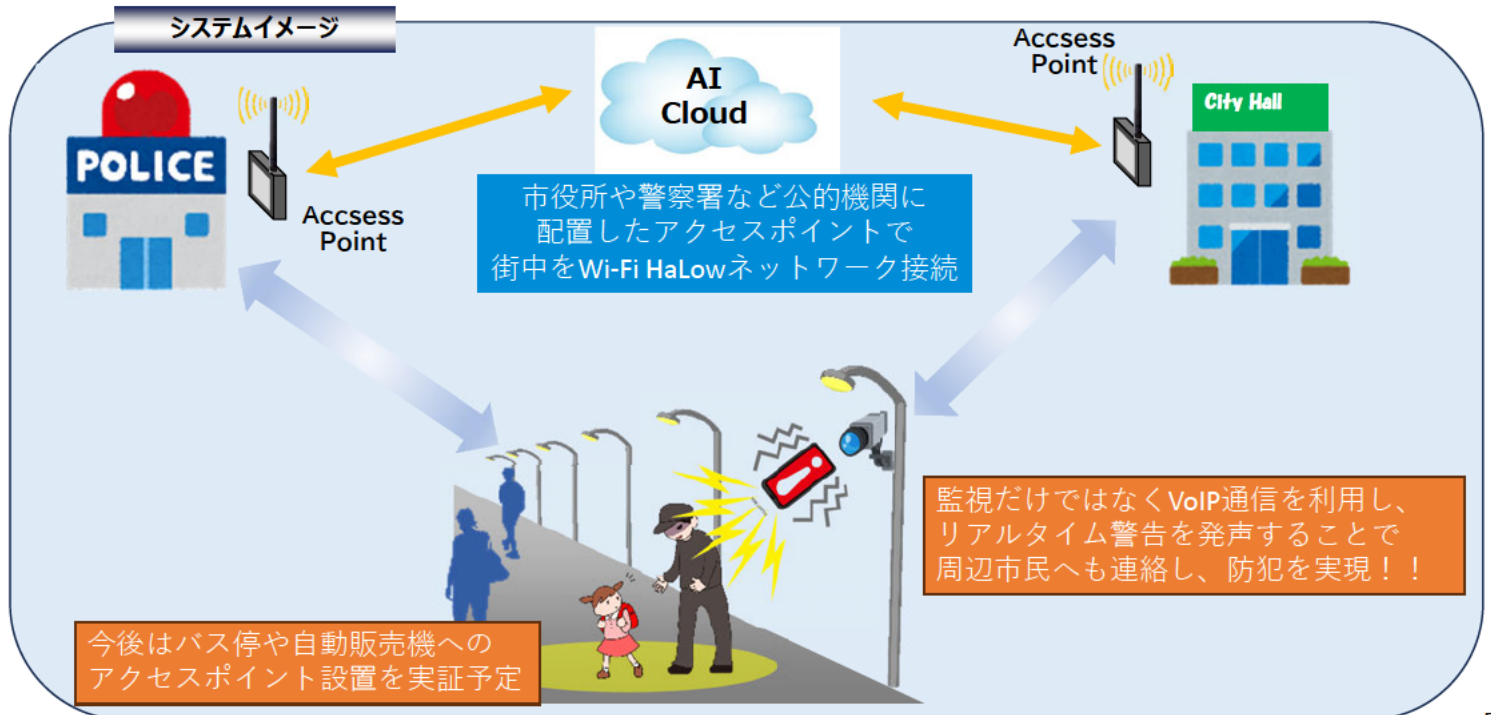 システムイメージ
Accsess
Point
AI
Cloud
City Hall
POLICE
Accsess
Point
市役所や警察署など公的機関に
配置したアクセスポイントで
街中をWi-Fi HaLowネットワーク接続
監視だけではなくVoIP通信を利用し、
リアルタイム警告を発声することで
周辺市民へも連絡し、防犯を実現！！
今後はバス停や自動販売機への
アクセスポイント設置を実証予定